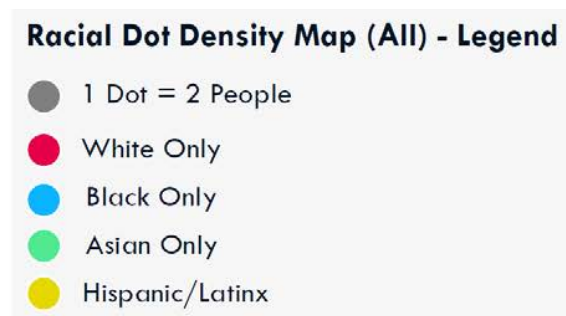 Racial Dot Density Map (All) - Legend
1 Dot = 2 People
White Only
Black Only
Asian Only
Hispanic/Latinx